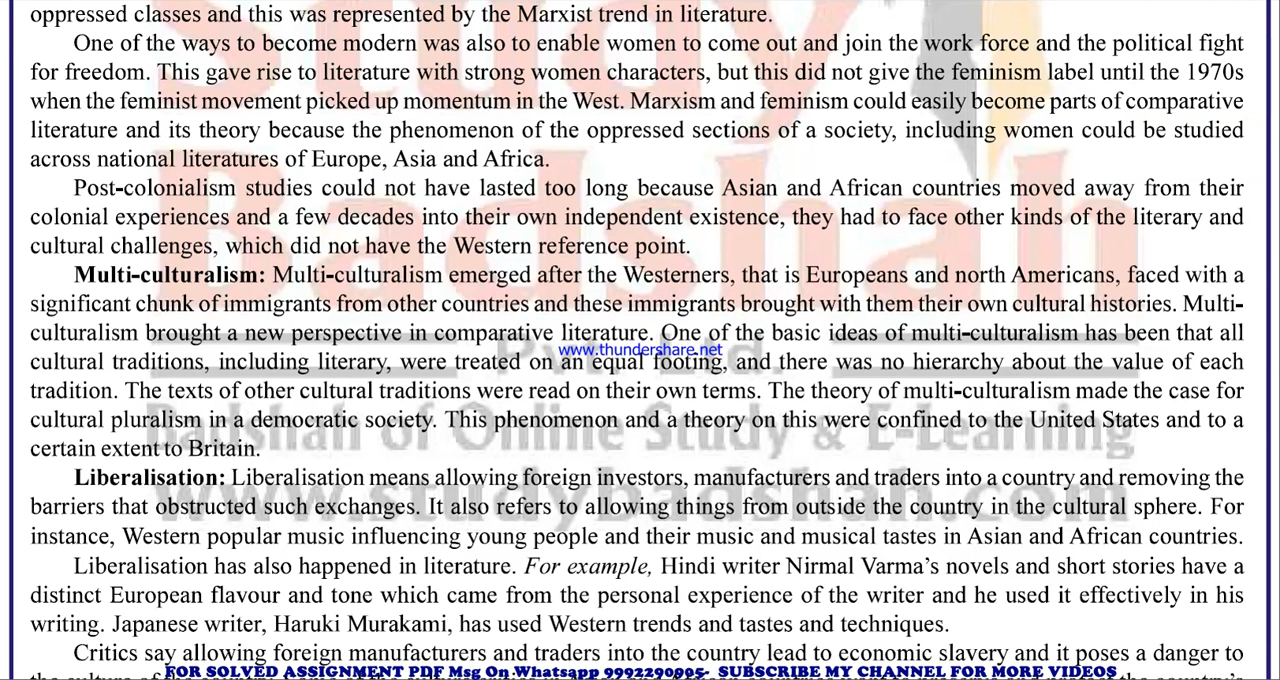 oppressed classes and this was represented by the Marxist trend in literature.
One of the ways to become modern was also to enable women to come out and join the work force and the political fight
for freedom. This gave rise to literature with strong women characters, but this did not give the feminism label until the 1970s
when the feminist movement picked up momentum in the West. Marxism and feminism could easily become parts of comparative
literature and its theory because the phenomenon of the oppressed sections of a society, including women could be studied
across national literatures of Europe, Asia and Africa.
Post-colonialism studies could not have lasted too long because Asian and African countries moved away from their
colonial experiences and a few decades into their own independent existence, they had to face other kinds of the literary and
cultural challenges, which did not have the Western reference point.
Multi-culturalism: Multi-culturalism emerged after the Westerners, that is Europeans and north Americans, faced with a
significant chunk of immigrants from other countries and these immigrants brought with them their own cultural histories. Multi-
culturalism brought a new perspective in comparative literature. One of the basic ideas of multi-culturalism has been that all
www.thundershare.net
cultural traditions, including literary, were treated on an equal footing, and there was no hierarchy about the value of each
tradition. The texts of other cultural traditions were read on their own terms. The theory of multi-culturalism made the case for
cultural pluralism in a democratic society. This phenomenon and a theory on this were confined to the United States and to a
certain extent to Britain.
Liberalisation: Liberalisation means allowing foreign investors, manufacturers and traders into a country and removing the
barriers that obstructed such exchanges. It also refers to allowing things from outside the country in the cultural sphere. For
instance, Western popular music influencing young people and their music and musical tastes in Asian and African countries.
Liberalisation has also happened in literature. For example, Hindi writer Nirmal Varma's novels and short stories have a
distinct European flavour and tone which came from the personal experience of the writer and he used it effectively in his
writing. Japanese writer, Haruki Murakami, has used Western trends and tastes and techniques.
Critics say allowing foreign manufacturers and traders into the country lead to economic slavery and it poses a danger to
FOR SOLVED ASSIGNMENT PDF Msg On Whatsapp 9992290995- SUBSCRIBE MY CHANNEL FOR MORE VIDEOS
Study
Badshah
Pvt. Ltd.
Badshah of Online Study & E-Learning
www.studybadshah.com